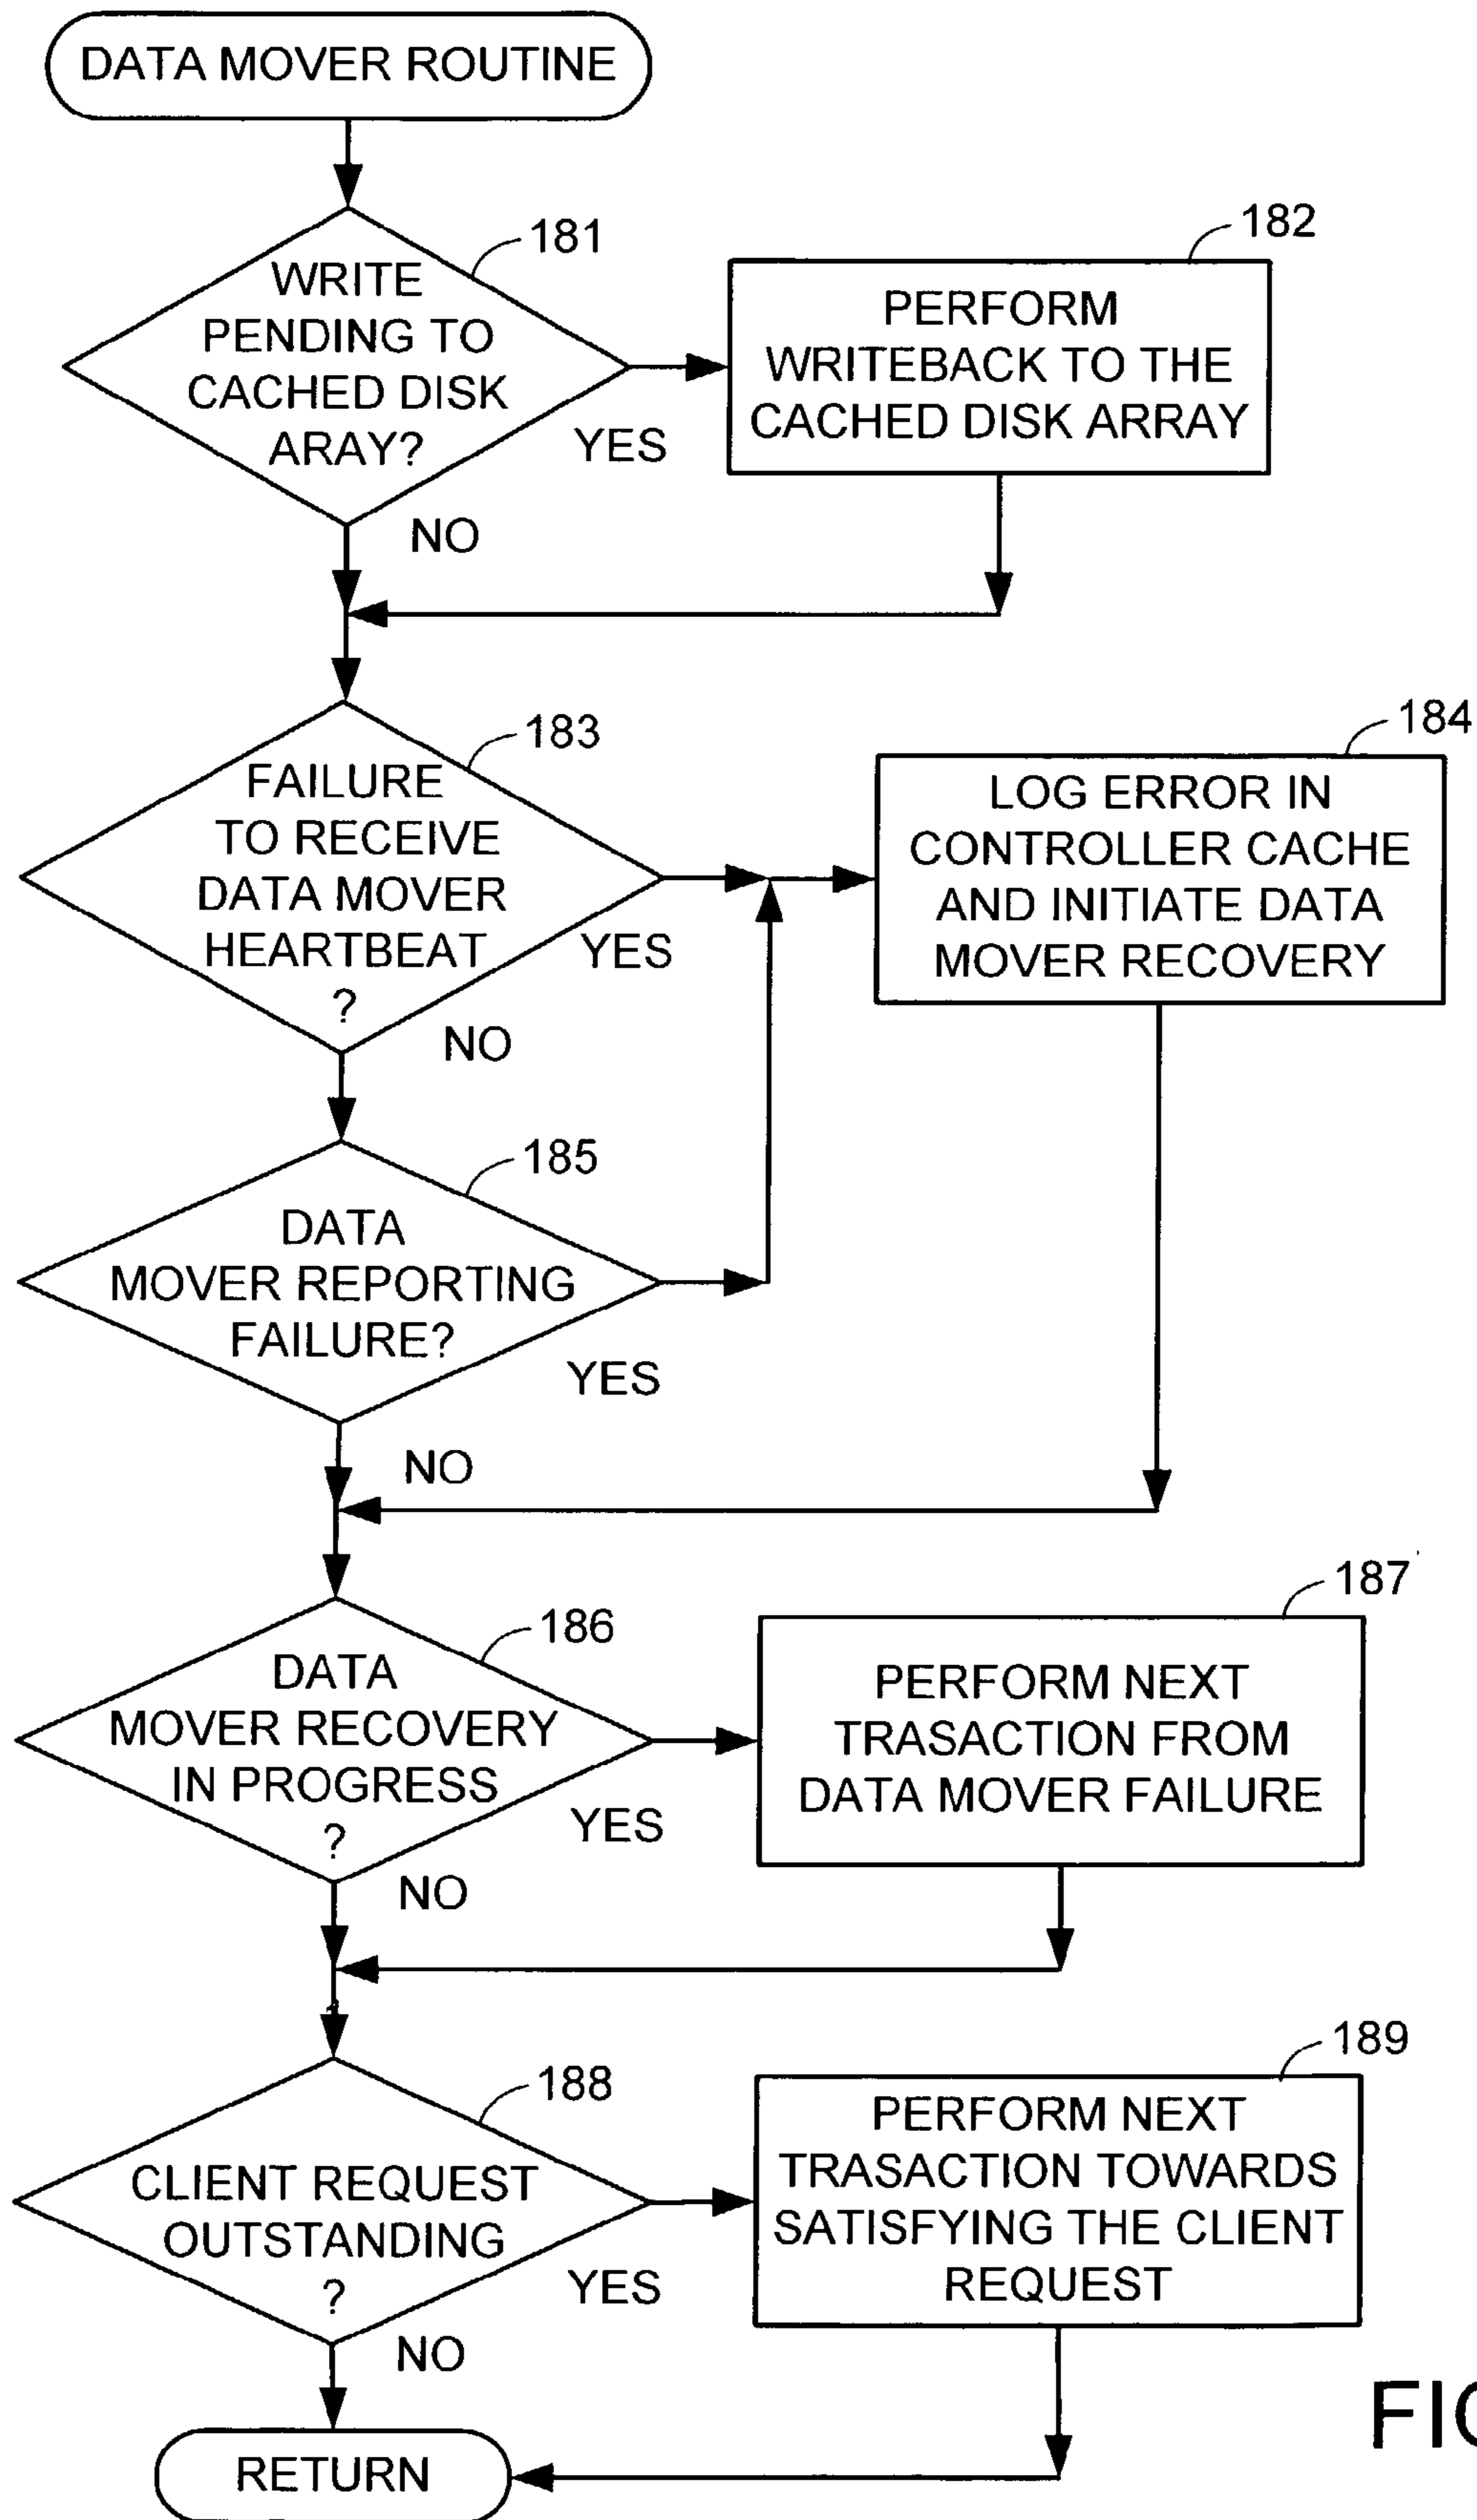 DATA MOVER ROUTINE
181
WRITE
PENDING TO
CACHED DISK
ARAY?
YES
NO
182
PERFORM
WRITEBACK TO THE
CACHED DISK ARRAY
183
FAILURE
TO RECEIVE
DATA MOVER
HEARTBEAT
?
YES
NO
184
LOG ERROR IN
CONTROLLER CACHE
AND INITIATE DATA
MOVER RECOVERY
185
DATA
MOVER REPORTING
FAILURE?
YES
NO
186
DATA
MOVER RECOVERY
IN PROGRESS
?
YES
NO
187
PERFORM NEXT
TRASACTION FROM
DATA MOVER FAILURE
188
CLIENT REQUEST
OUTSTANDING
?
YES
NO
189
PERFORM NEXT
TRASACTION TOWARDS
SATISFYING THE CLIENT
REQUEST
RETURN